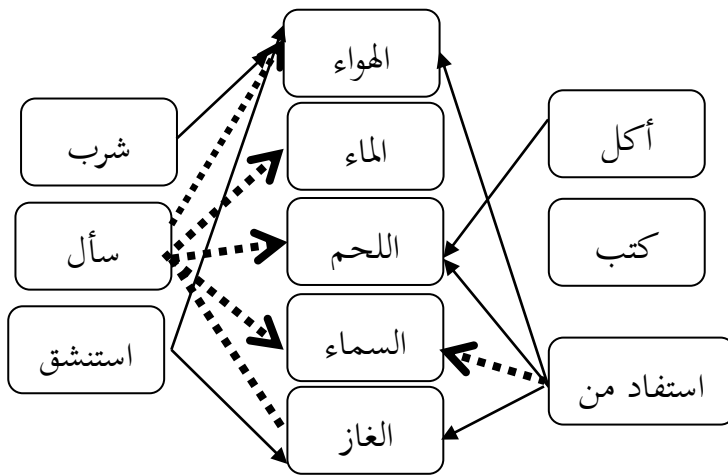 الهواء
الماء
اللحم
السماء
الغاز
أكل
كتب
استفاد من
شرب
سأل
استنشق